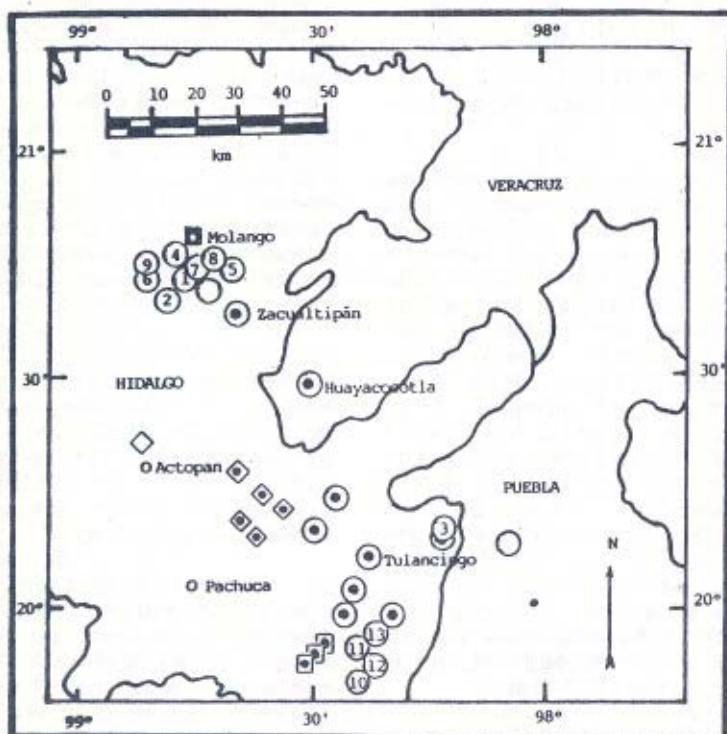 99° 30' 98°
0 10 20 30 40 50
km
21° 21°
VERACRUZ
Molango
4 8
9 7 5
6 1
2
Zacualtipán
30' 30'
HIDALGO
Huayacocotla
Actopan
PUEBLA
3
N
Tulancingo
Pachuca
20° 20°
13
11
12
10
99° 30' 98°